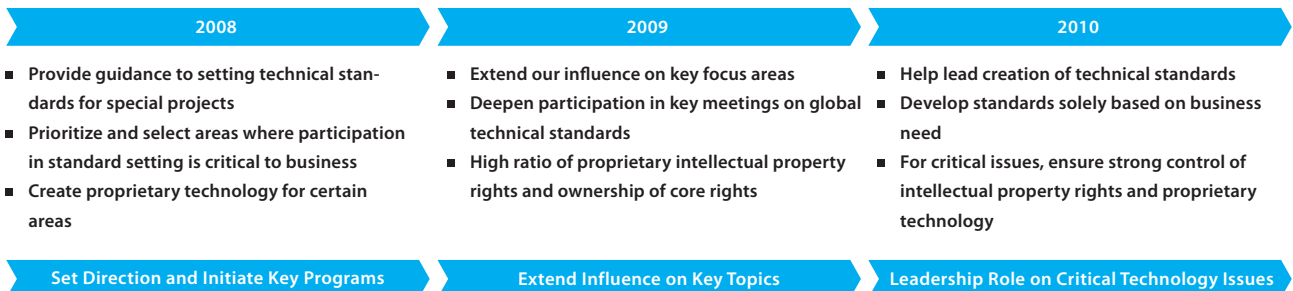 2008
Provide guidance to setting technical stan-
dards for special projects
Prioritize and select areas where participation
in standard setting is critical to business
Create proprietary technology for certain
areas
Set Direction and Initiate Key Programs
2009
Extend our influence on key focus areas
Deepen participation in key meetings on global
technical standards
High ratio of proprietary intellectual property
rights and ownership of core rights
Extend Influence on Key Topics
2010
Help lead creation of technical standards
Develop standards solely based on business
need
For critical issues, ensure strong control of
intellectual property rights and proprietary
technology
Leadership Role on Critical Technology Issues